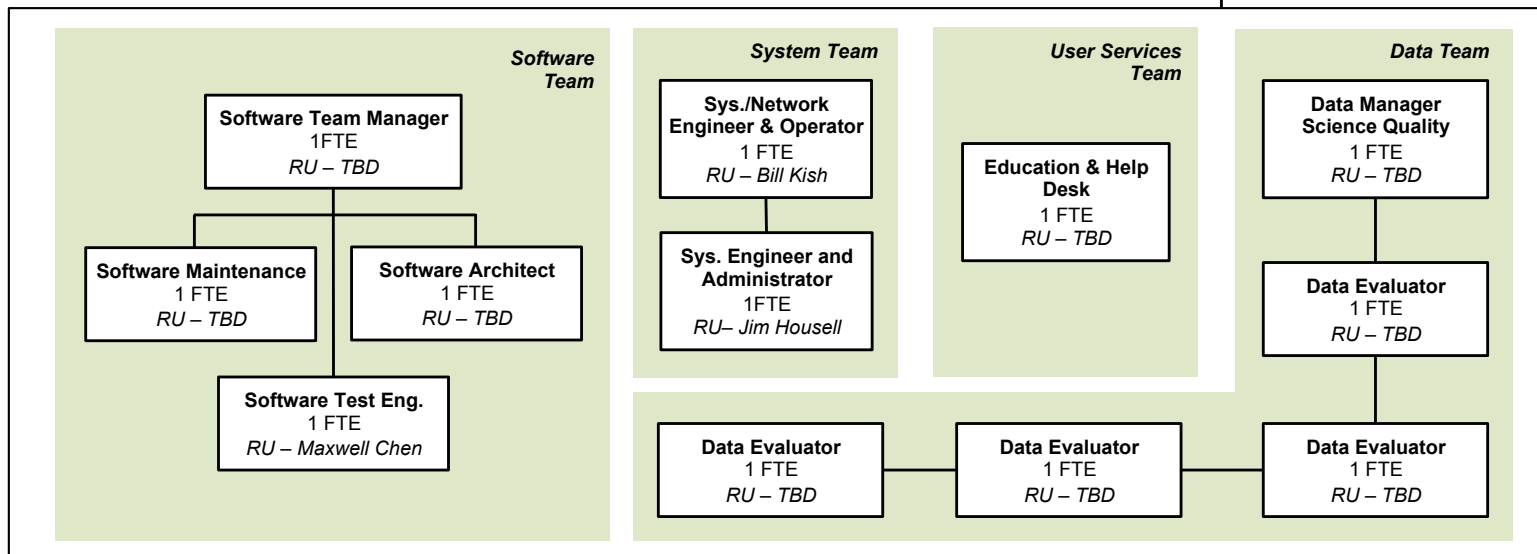 Software
Team
Software Team Manager
1FTE
RU – TBD
Software Maintenance
1 FTE
RU – TBD
Software Architect
1 FTE
RU – TBD
Software Test Eng.
1 FTE
RU – Maxwell Chen
System Team
Sys./Network
Engineer & Operator
1 FTE
RU – Bill Kish
Sys. Engineer and
Administrator
1FTE
RU– Jim Housell
User Services
Team
Education & Help
Desk
1 FTE
RU – TBD
Data Team
Data Manager
Science Quality
1 FTE
RU – TBD
Data Evaluator
1 FTE
RU – TBD
Data Evaluator
1 FTE
RU – TBD
Data Evaluator
1 FTE
RU – TBD
Data Evaluator
1 FTE
RU – TBD